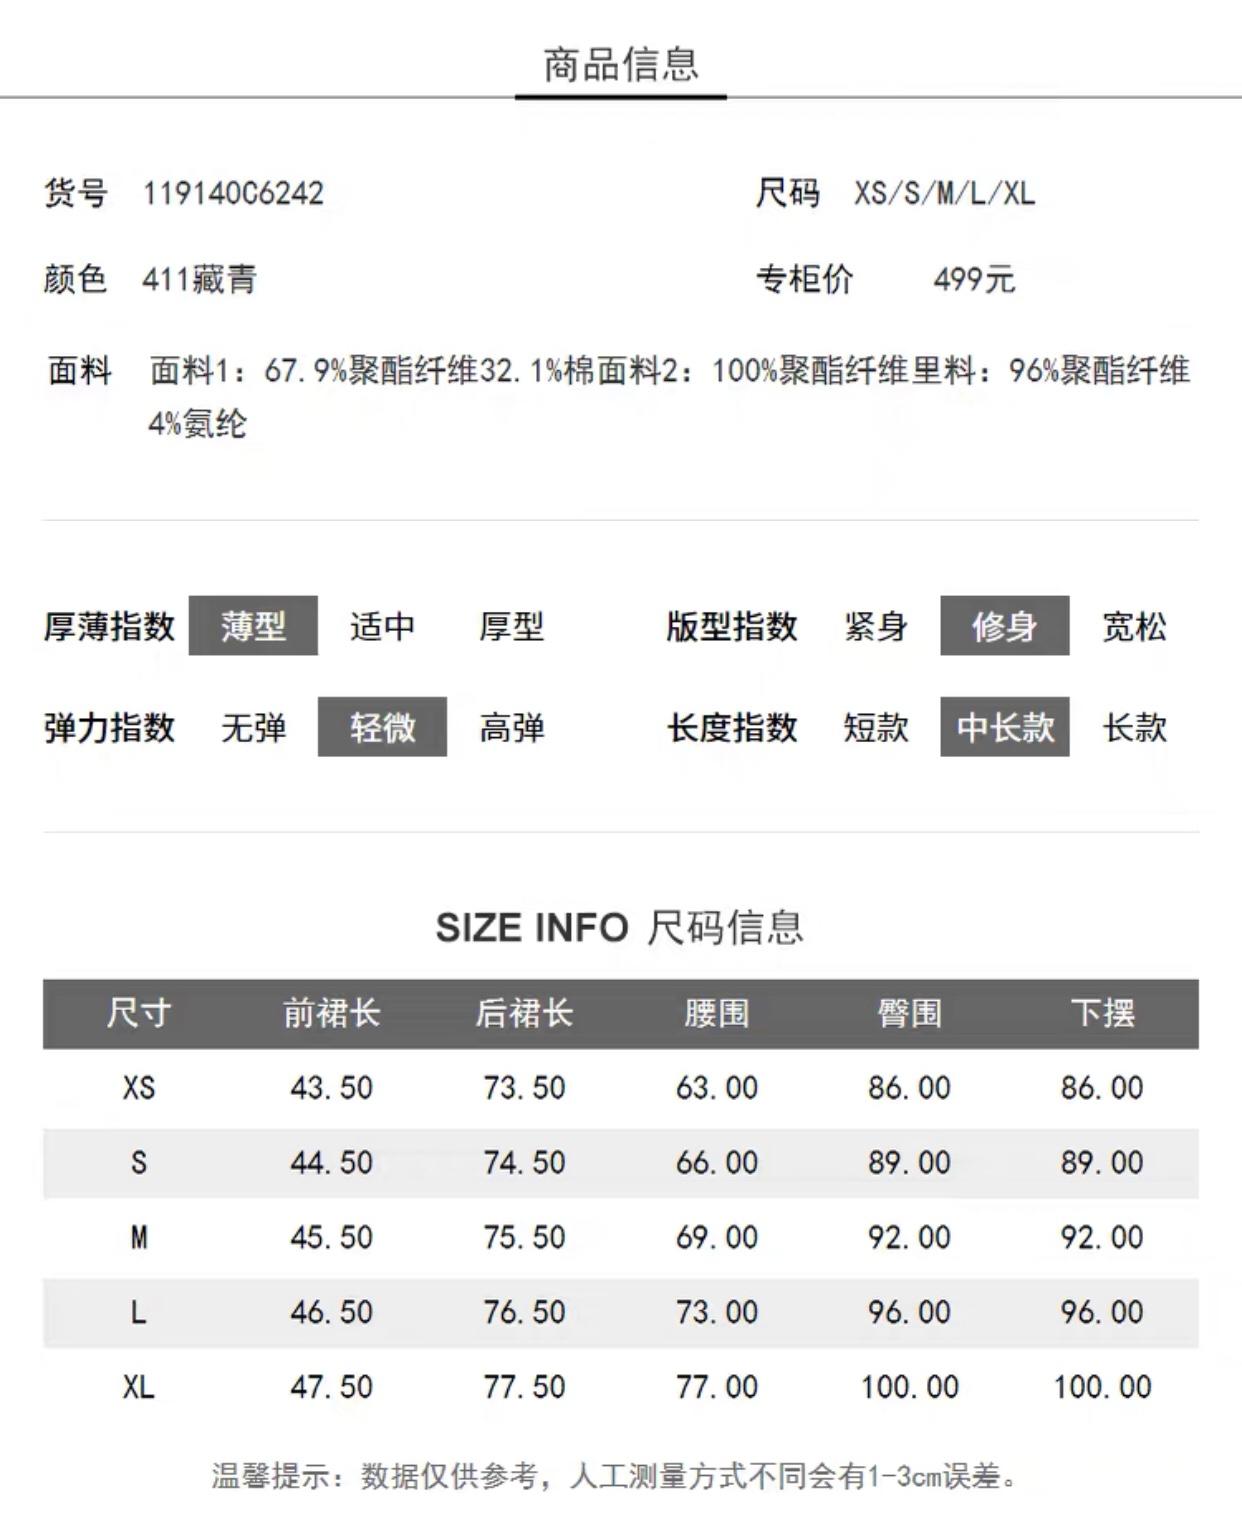 商品信息
货号 119140C6242 尺码 XS/S/M/L/XL
颜色 411藏青 专柜价 499元
面料 面料1：67.9%聚酯纤维32.1%棉面料2：100%聚酯纤维里料：96%聚酯纤维
4%氨纶
厚薄指数 薄型 适中 厚型 版型指数 紧身 修身 宽松
弹力指数 无弹 轻微 高弹 长度指数 短款 中长款 长款
SIZE INFO 尺码信息
尺寸 前裙长 后裙长 腰围 臀围 下摆
XS 43.50 73.50 63.00 86.00 86.00
S 44.50 74.50 66.00 89.00 89.00
M 45.50 75.50 69.00 92.00 92.00
L 46.50 76.50 73.00 96.00 96.00
XL 47.50 77.50 77.00 100.00 100.00
温馨提示：数据仅供参考，人工测量方式不同会有1-3cm误差。